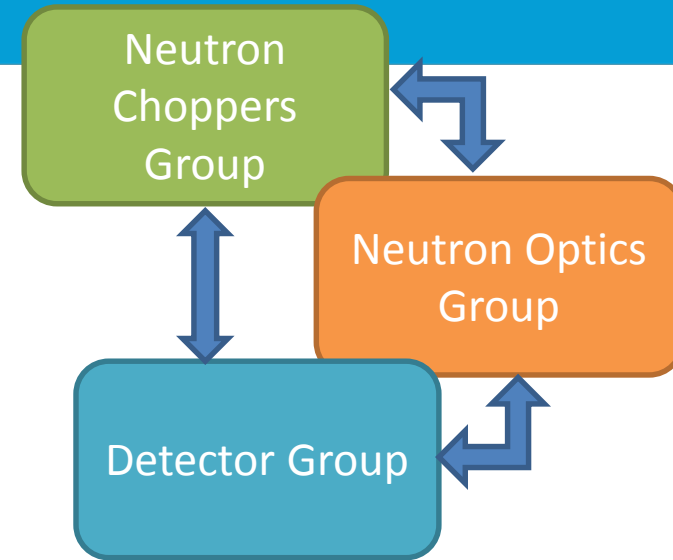 Neutron
Choppers
Group
Neutron Optics
Group
Detector Group